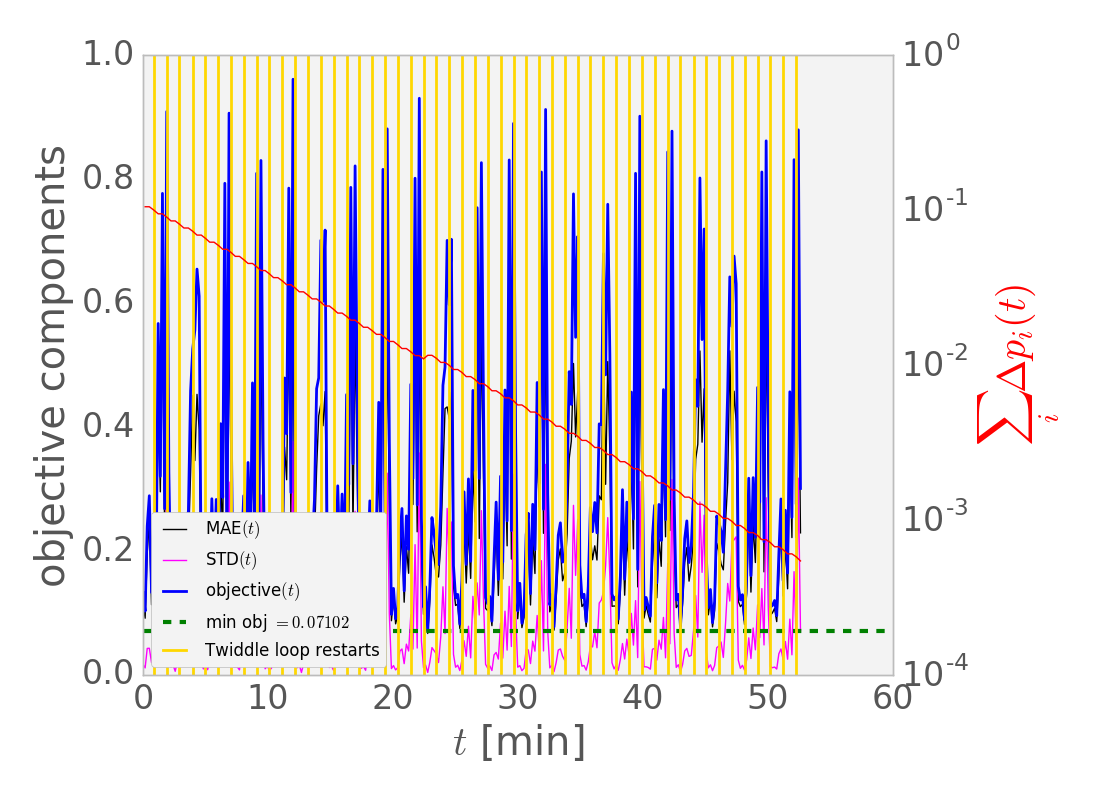 objective components
1.0
0.8
0.6
0.4
0.2
0.0
MAE(t)
STD(t)
objective(t)
min obj = 0.07102
Twiddle loop restarts
0 10 20 30 40 50 60
t [min]
10^0
10^-1
10^-2
10^-3
10^-4
∑_i Δp_i(t)